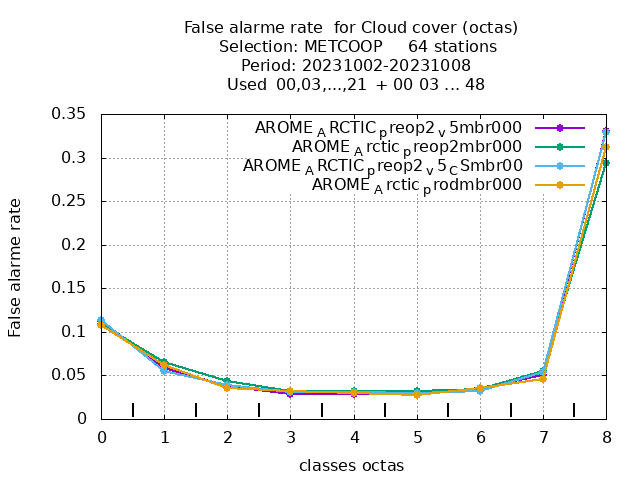 False alarme rate  for Cloud cover (octas)
Selection: METCOOP     64 stations
Period: 20231002-20231008
Used  00,03,...,21  + 00 03 ... 48
False alarme rate
0.35
0.3
0.25
0.2
0.15
0.1
0.05
0
AROME_ARCTIC_preop2_v5mbr000
AROME_Arctic_preop2mbr000
AROME_ARCTIC_preop2_v5_CSmbr00
AROME_Arctic_prodmbr000
0 1 2 3 4 5 6 7 8
classes octas